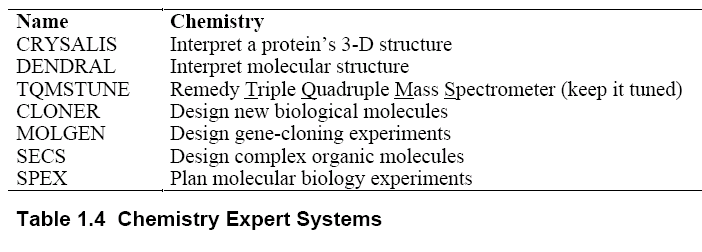 Name Chemistry
CRYSALIS Interpret a protein’s 3-D structure
DENDRAL Interpret molecular structure
TQMSTUNE Remedy Triple Quadruple Mass Spectrometer (keep it tuned)
CLONER Design new biological molecules
MOLGEN Design gene-cloning experiments
SECS Design complex organic molecules
SPEX Plan molecular biology experiments
Table 1.4 Chemistry Expert Systems